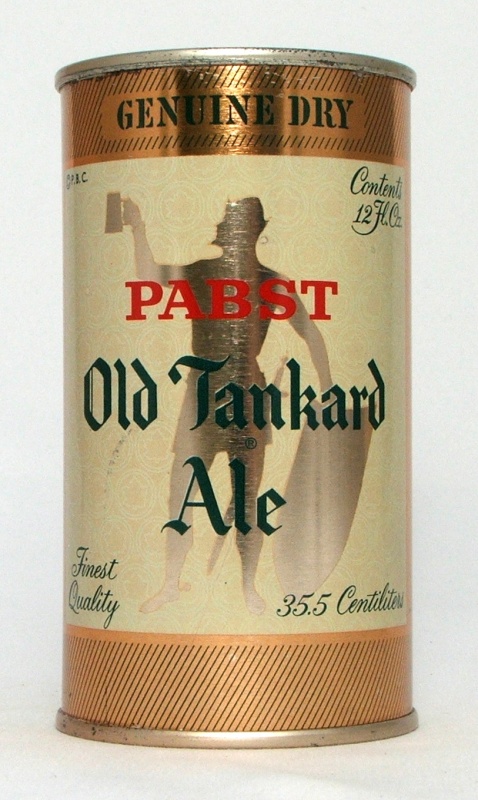 GENUINE DRY
© P.B.C.
Contents
12 Fl. Oz.
PABST
Old Tankard
®
Ale
Finest
Quality
35.5 Centiliters